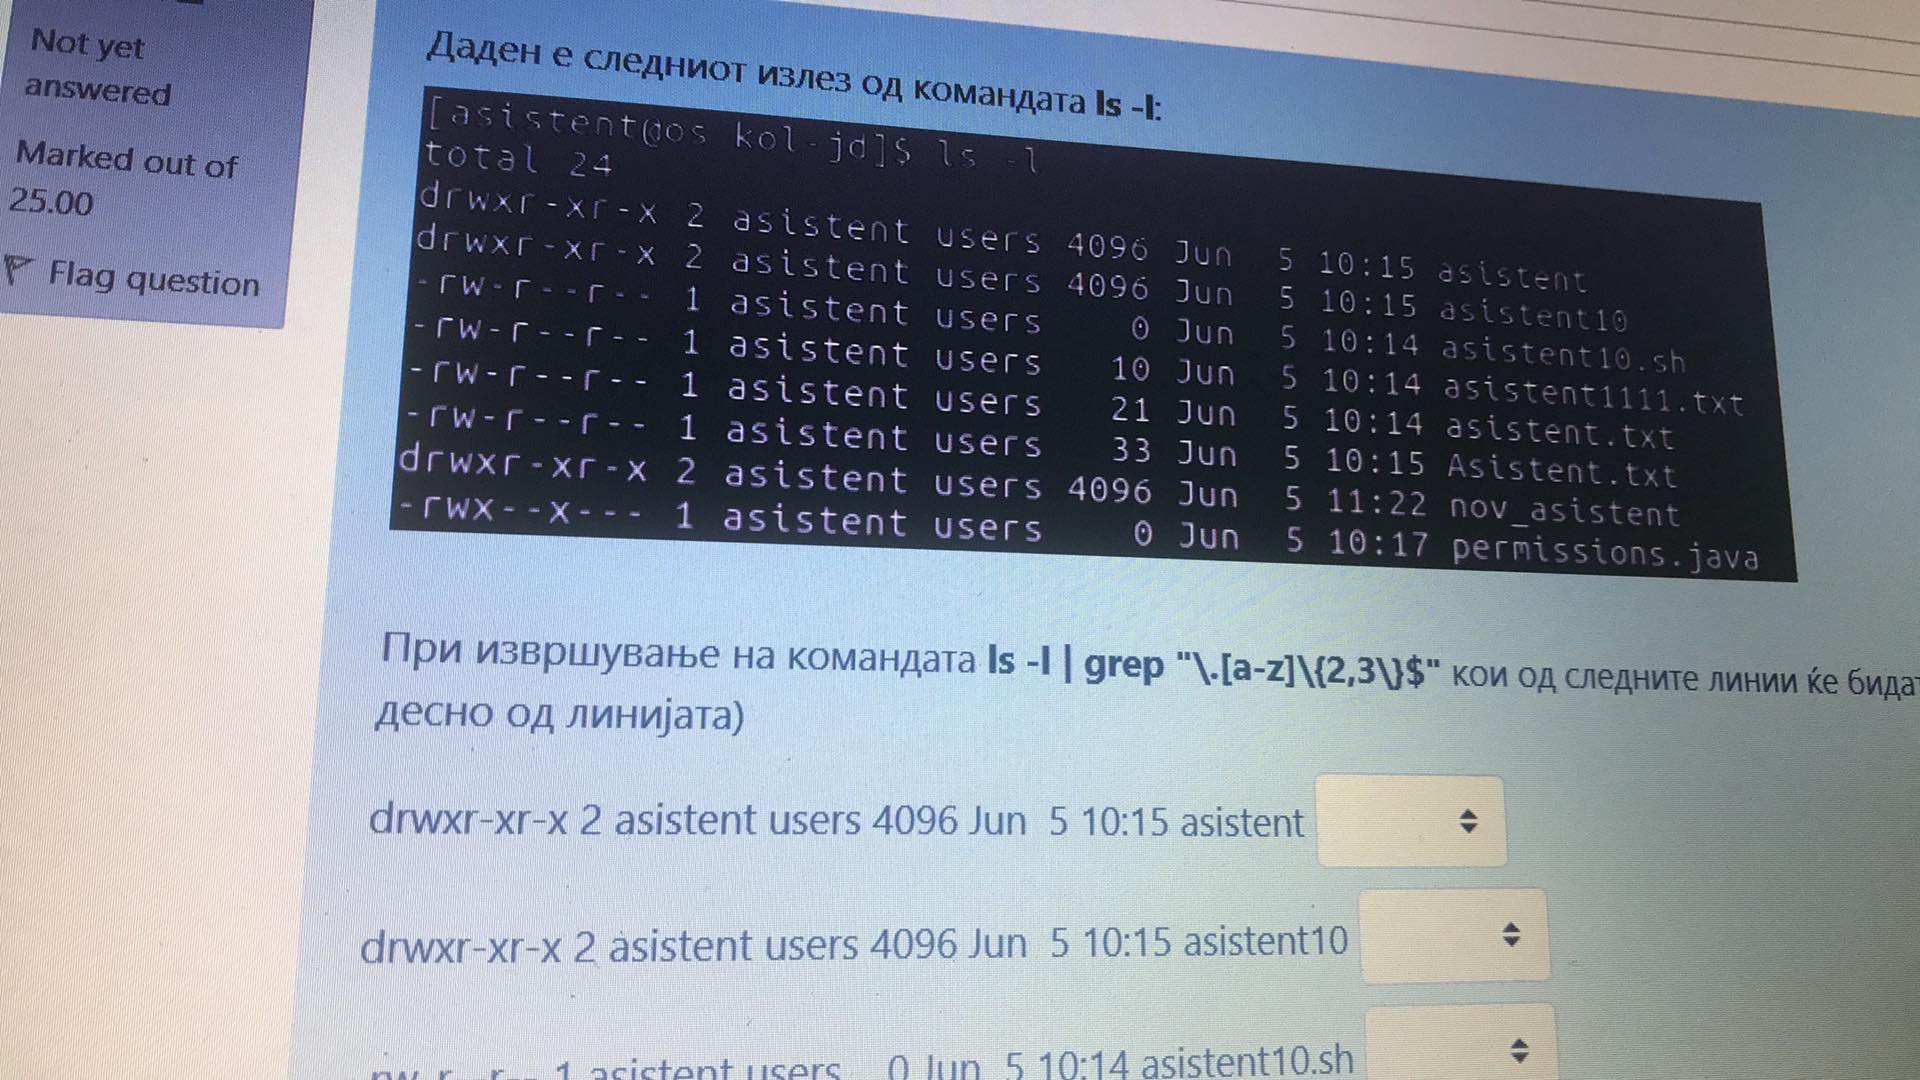 Not yet
answered
Marked out of
25.00
Flag question
Даден е следниот излез од командата ls -l:
[asistent@os kol-jd]$ ls -l
total 24
drwxr-xr-x 2 asistent users 4096 Jun  5 10:15 asistent
drwxr-xr-x 2 asistent users 4096 Jun  5 10:15 asistent10
-rw-r--r-- 1 asistent users    0 Jun  5 10:14 asistent10.sh
-rw-r--r-- 1 asistent users   10 Jun  5 10:14 asistent1111.txt
-rw-r--r-- 1 asistent users   21 Jun  5 10:14 asistent.txt
-rw-r--r-- 1 asistent users   33 Jun  5 10:15 Asistent.txt
drwxr-xr-x 2 asistent users 4096 Jun  5 11:22 nov_asistent
-rwx--x--- 1 asistent users    0 Jun  5 10:17 permissions.java
При извршување на командата ls -l | grep "\.[a-z]\{2,3\}$" кои од следните линии ќе
десно од линијата)
drwxr-xr-x 2 asistent users 4096 Jun  5 10:15 asistent
drwxr-xr-x 2 asistent users 4096 Jun  5 10:15 asistent10
1 asistent users    0 Jun  5 10:14 asistent10.sh